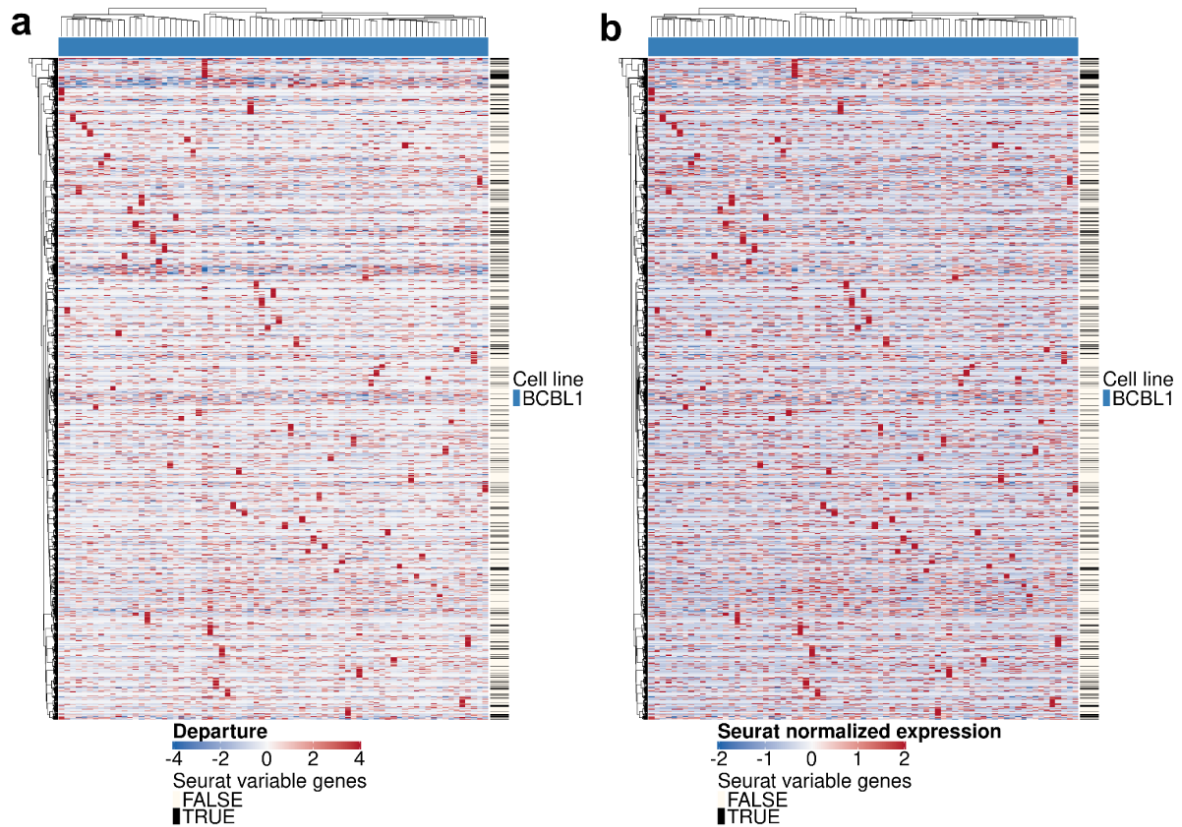 a
b
Cell line
BCBL1
Cell line
BCBL1
Departure
-4 -2 0 2 4
Seurat variable genes
FALSE
TRUE
Seurat normalized expression
-2 -1 0 1 2
Seurat variable genes
FALSE
TRUE